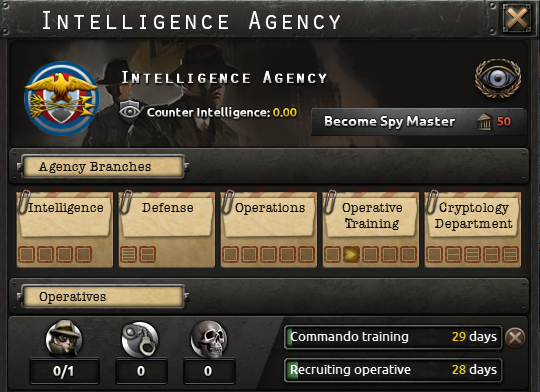 Intelligence Agency
Intelligence Agency
Counter Intelligence: 0.00
Become Spy Master 50
Agency Branches
Intelligence
Defense
Operations
Operative
Training
Cryptology
Department
Operatives
0/1
0
0
Commando training 29 days
Recruiting operative 28 days